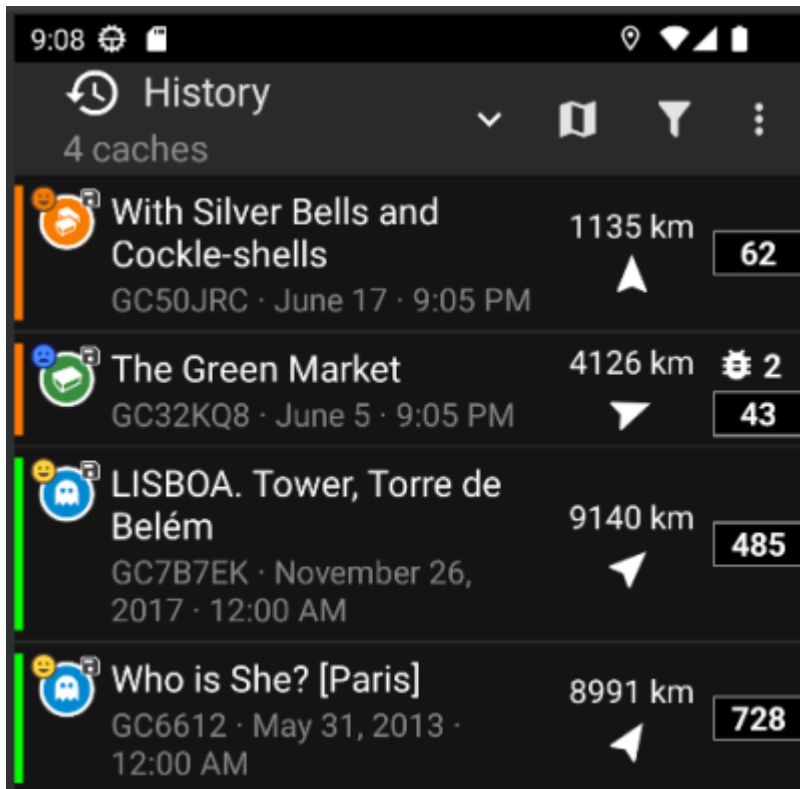 9:08
History
4 caches
With Silver Bells and
Cockle-shells
GC50JRC · June 17 · 9:05 PM
1135 km
62
The Green Market
GC32KQ8 · June 5 · 9:05 PM
4126 km
2
43
LISBOA. Tower, Torre de
Belém
GC7B7EK · November 26,
2017 · 12:00 AM
9140 km
485
Who is She? [Paris]
GC6612 · May 31, 2013 ·
12:00 AM
8991 km
728